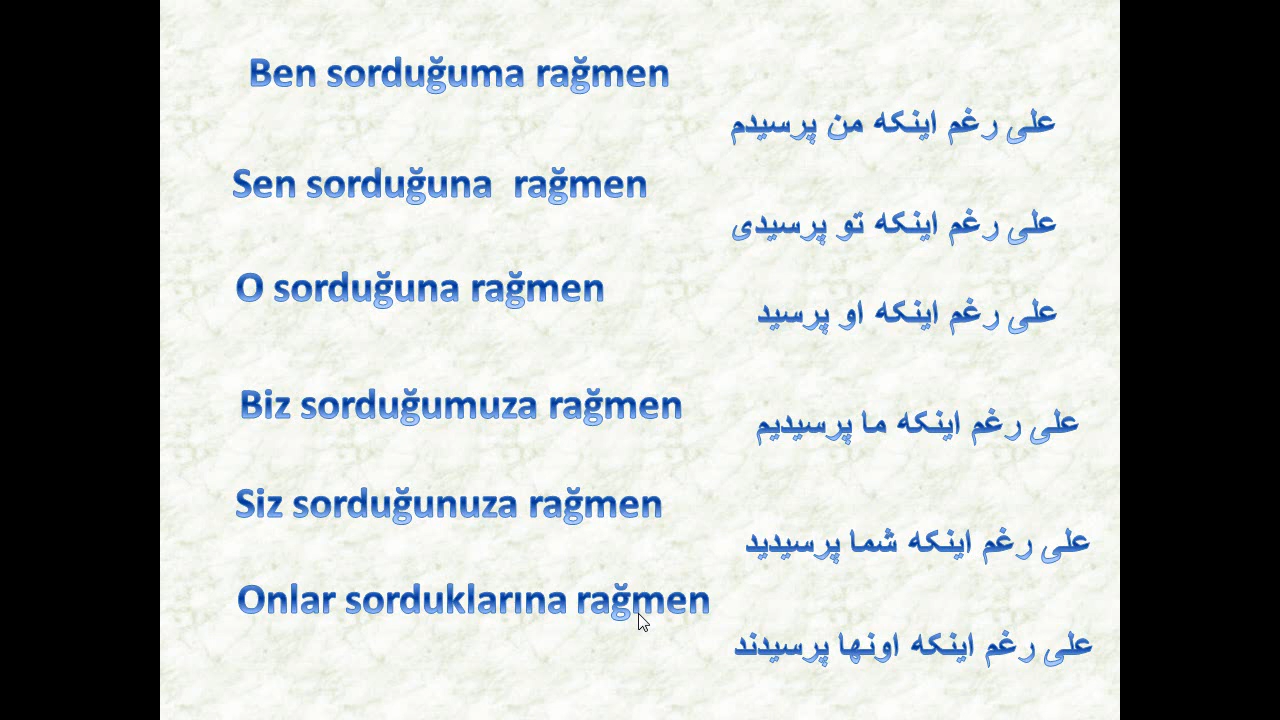 Ben sorduğuma rağmen
علی رغم اینکه من پرسیدم
Sen sorduğuna  rağmen
علی رغم اینکه تو پرسیدی
O sorduğuna rağmen
علی رغم اینکه او پرسید
Biz sorduğumuza rağmen
علی رغم اینکه ما پرسیدیم
Siz sorduğunuza rağmen
علی رغم اینکه شما پرسیدید
Onlar sorduklarına rağmen
علی رغم اینکه اونها پرسیدند